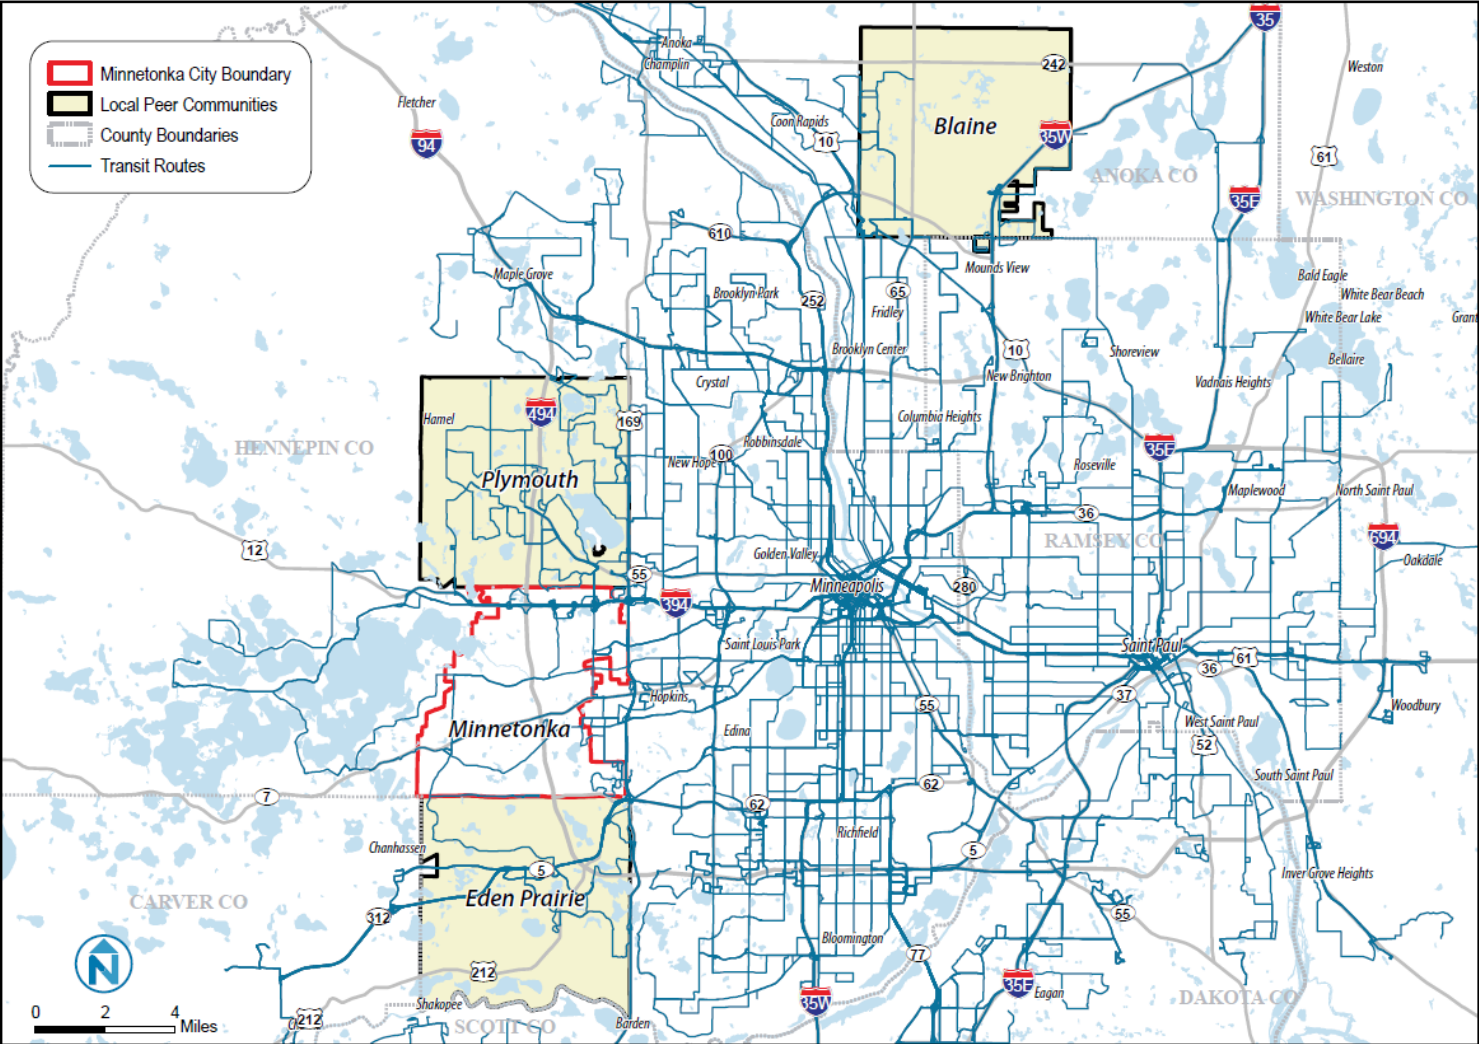 Minnetonka City Boundary
Local Peer Communities
County Boundaries
Transit Routes
35
Anoka
Champlin
242
Weston
Fletcher
Coon Rapids
Blaine
35W
94
10
61
ANOKA CO
35E
WASHINGTON CO
610
Mounds View
Maple Grove
Bald Eagle
Brooklyn Park
252
65
White Bear Beach
Fridley
White Bear Lake
Grant
Brooklyn Center
10
Shoreview
Bellaire
New Brighton
Crystal
Vadnais Heights
Hamel
494
169
Columbia Heights
HENNEPIN CO
Robbinsdale
35E
100
New Hope
Roseville
Plymouth
Maplewood
North Saint Paul
36
RAMSEY CO
694
12
Golden Valley
Oakdale
55
Minneapolis
280
394
Saint Louis Park
Saint Paul
61
36
Hopkins
37
55
Woodbury
Minnetonka
Edina
West Saint Paul
52
South Saint Paul
7
62
62
Richfield
Chanhassen
5
5
Inver Grove Heights
Eden Prairie
CARVER CO
312
55
Bloomington
77
N
212
35E
Eagan
35W
DAKOTA CO
Shakopee
0 2 4
Miles
212
SCOTT CO
Barden